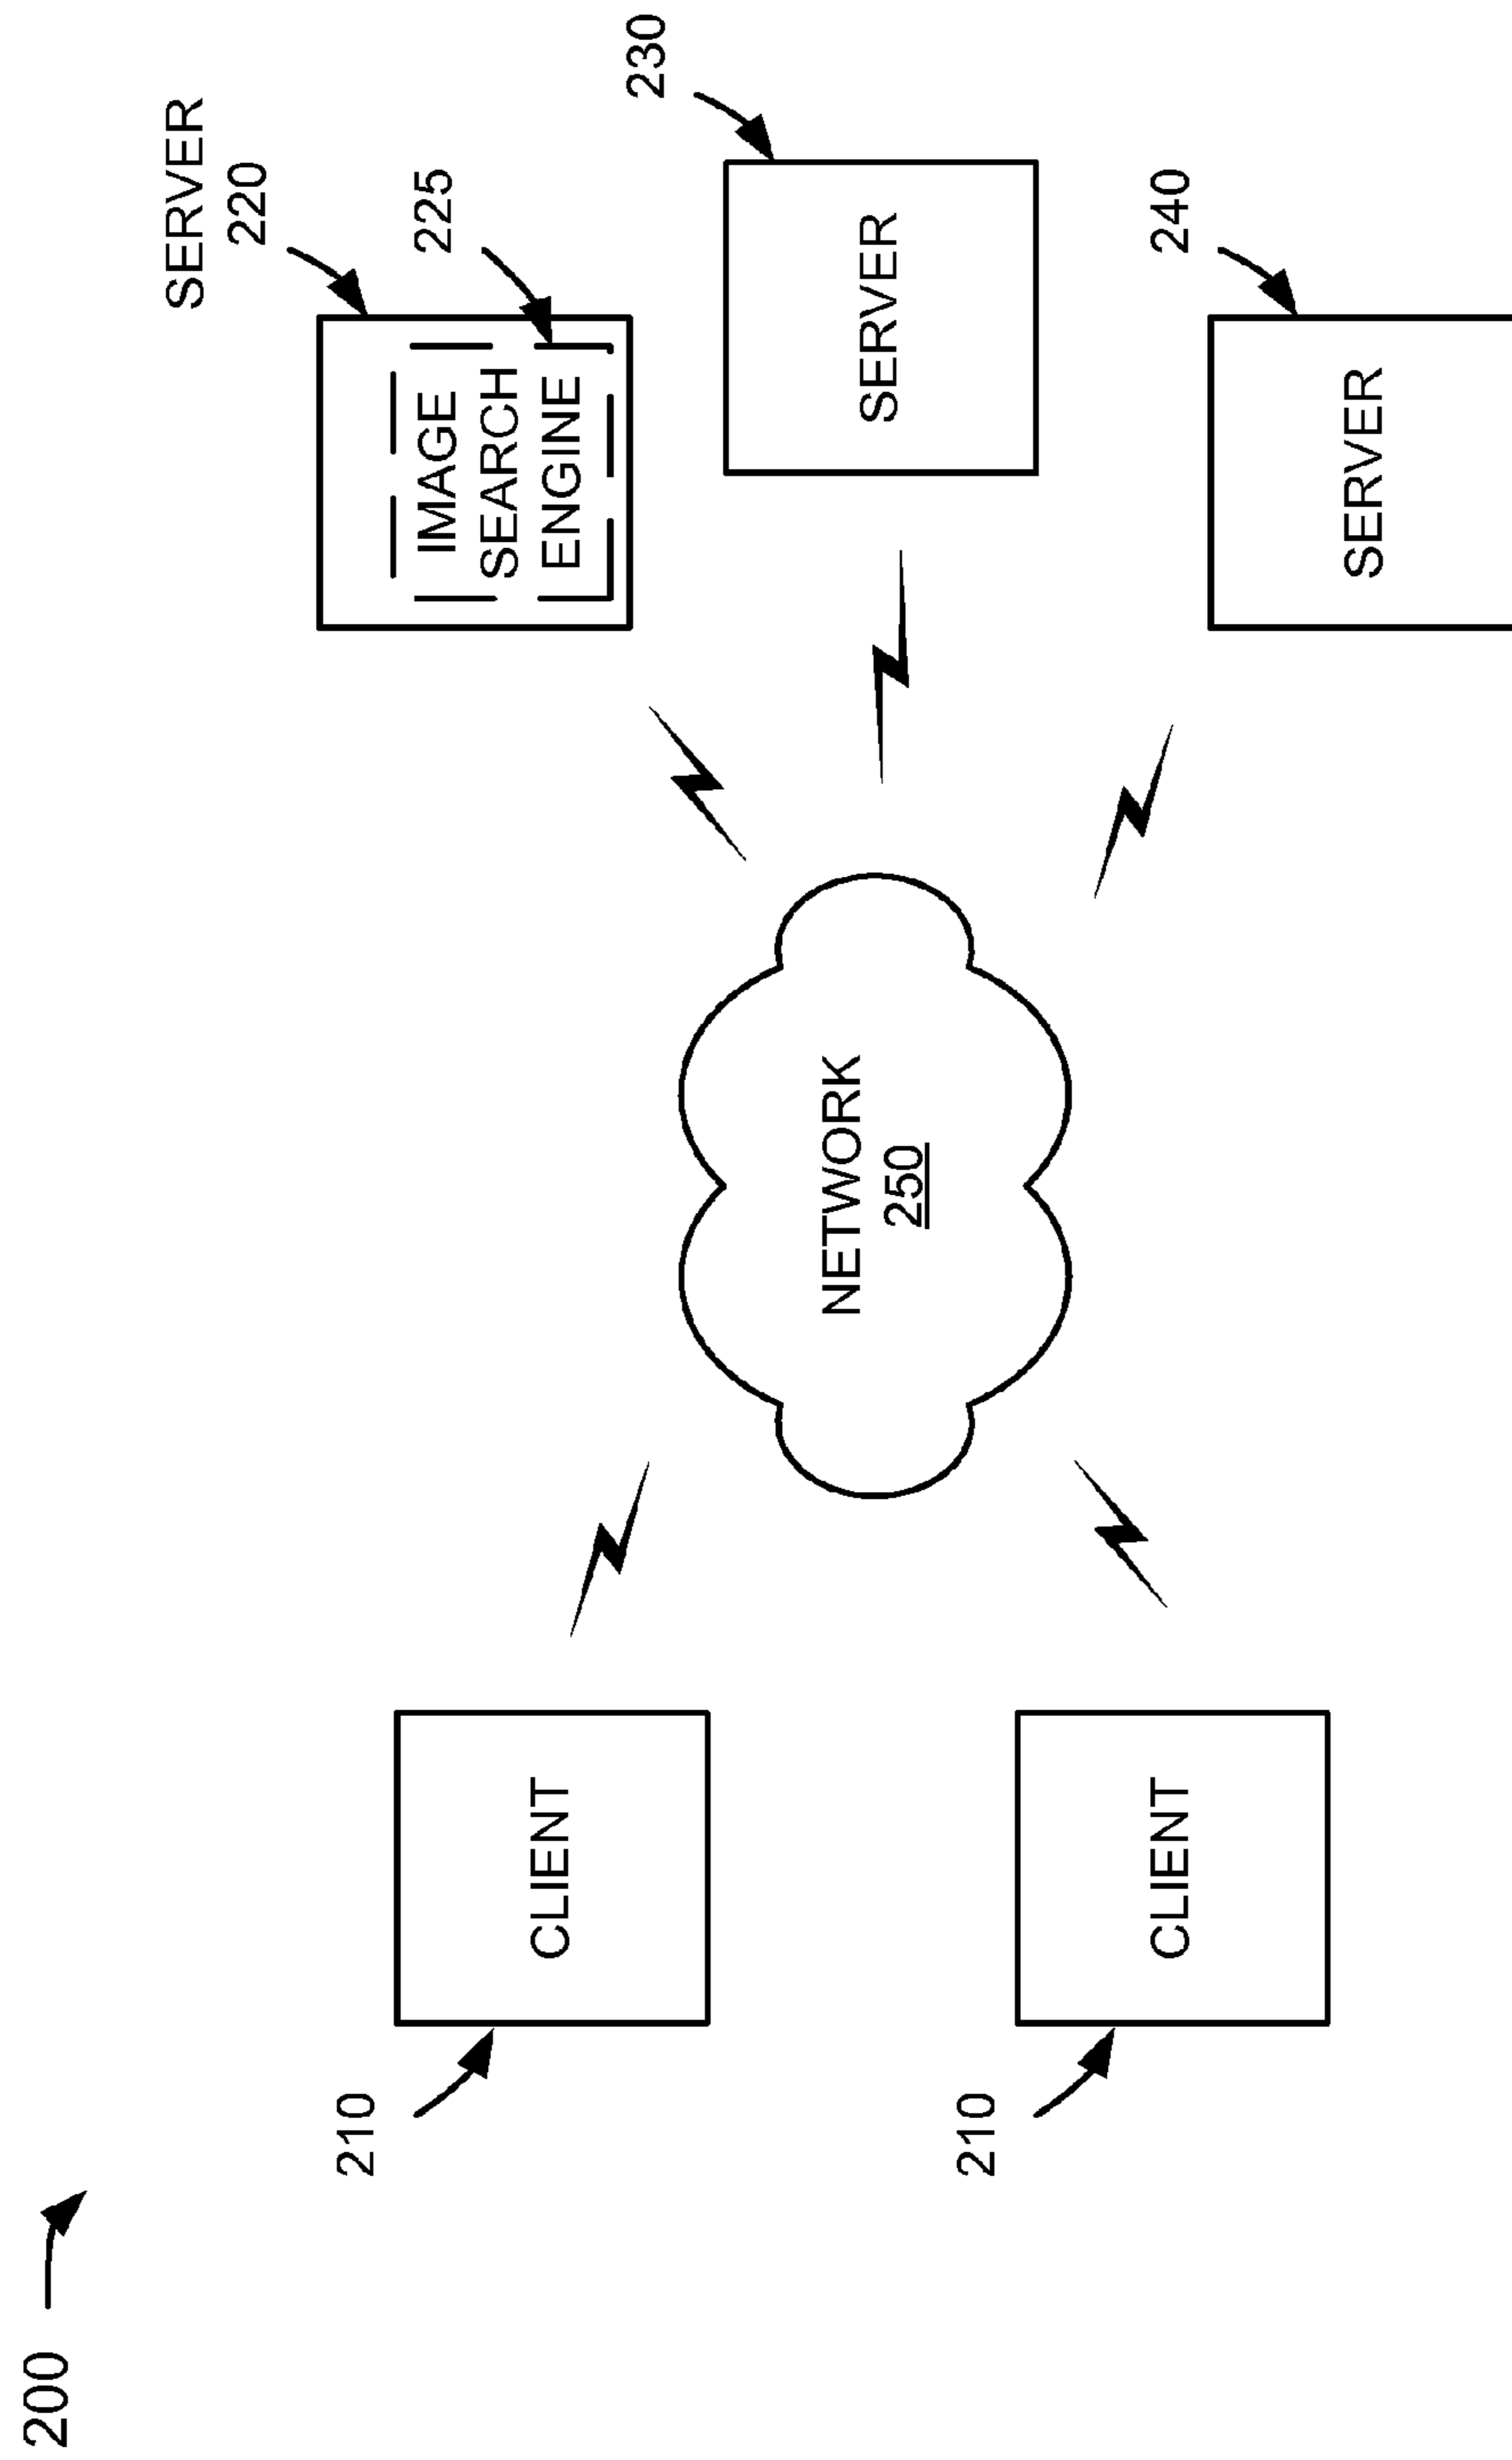 200
SERVER
220
225
IMAGE
SEARCH
ENGINE
210
CLIENT
NETWORK
250
230
SERVER
210
CLIENT
240
SERVER